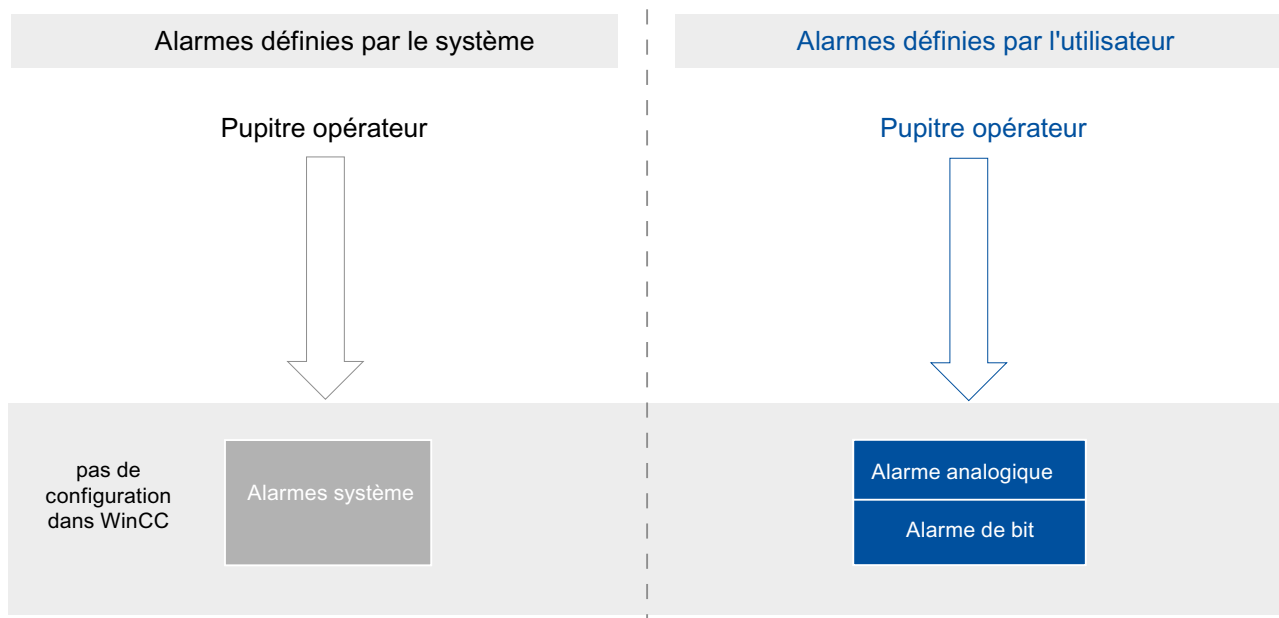 Alarmes définies par le système
Alarmes définies par l'utilisateur
Pupitre opérateur
Pupitre opérateur
pas de
configuration
dans WinCC
Alarmes système
Alarme analogique
Alarme de bit